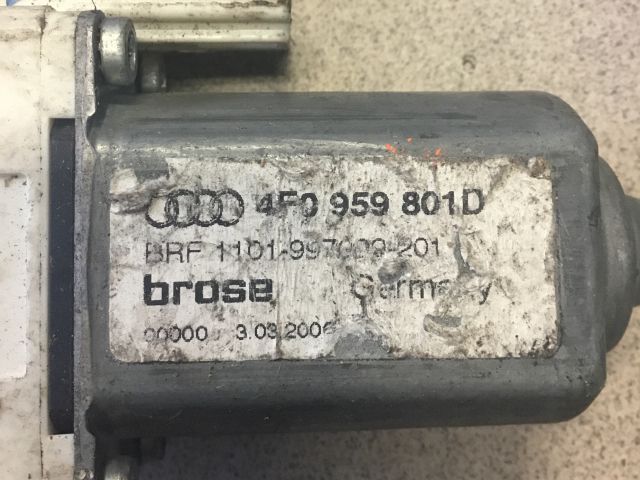 4F0 959 801D
BRF 1101-997009-201
brose Germany
00000 3.03.2006